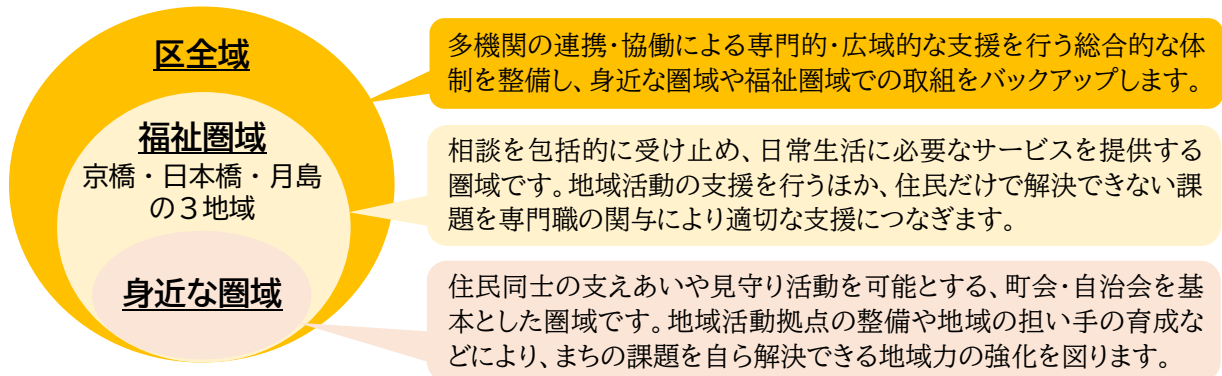 区全域
多機関の連携・協働による専門的・広域的な支援を行う総合的な体
制を整備し、身近な圏域や福祉圏域での取組をバックアップします。
福祉圏域
京橋・日本橋・月島
の3地域
相談を包括的に受け止め、日常生活に必要なサービスを提供する
圏域です。地域活動の支援を行うほか、住民だけで解決できない課
題を専門職の関与により適切な支援につなぎます。
身近な圏域
住民同士の支えあいや見守り活動を可能とする、町会・自治会を基
本とした圏域です。地域活動拠点の整備や地域の担い手の育成な
どにより、まちの課題を自ら解決できる地域力の強化を図ります。